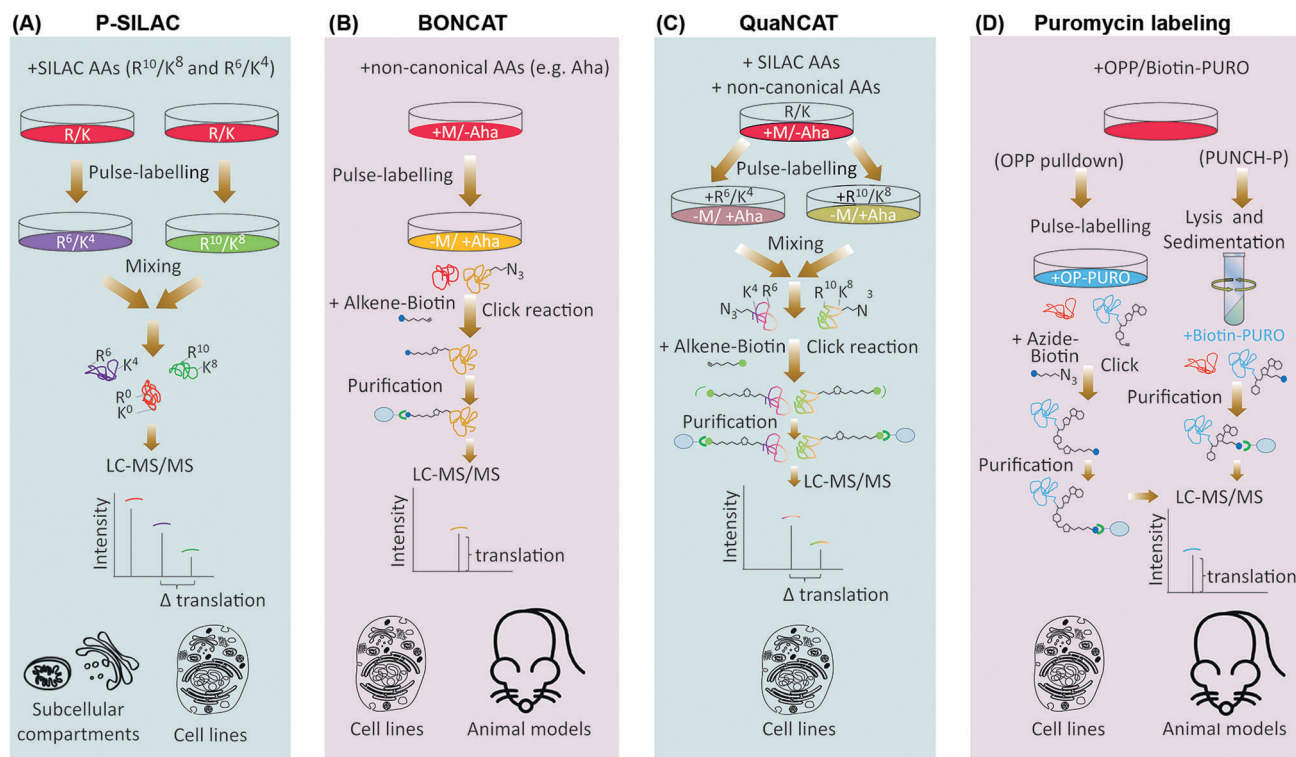 (A) P-SILAC
+SILAC AAs (R¹⁰/K⁸ and R⁶/K⁴)
R/K
R/K
Pulse-labelling
R⁶/K⁴
R¹⁰/K⁸
Mixing
R⁶
K⁴
R¹⁰
K⁸
R⁰
K⁰
LC-MS/MS
Intensity
Δ translation
Subcellular
compartments
Cell lines
(B) BONCAT
+non-canonical AAs (e.g. Aha)
+M/-Aha
Pulse-labelling
-M/ +Aha
N₃
+ Alkene-Biotin
Click reaction
Purification
LC-MS/MS
Intensity
translation
Cell lines
Animal models
(C) QuaNCAT
+ SILAC AAs
+ non-canonical AAs
R/K
+M/-Aha
Pulse-labelling
+R⁶/K⁴
-M/ +Aha
+R¹⁰/K⁸
-M/+Aha
Mixing
K⁴ R⁶
R¹⁰K⁸
N₃
N ³
+ Alkene-Biotin
Click reaction
Purification
LC-MS/MS
Intensity
Δ translation
Cell lines
(D) Puromycin labeling
+OPP/Biotin-PURO
(OPP pulldown)
(PUNCH-P)
Pulse-labelling
Lysis and
Sedimentation
+OP-PURO
+Biotin-PURO
+ Azide-
Biotin
N₃
Click
Purification
Purification
LC-MS/MS
Intensity
translation
Cell lines
Animal models